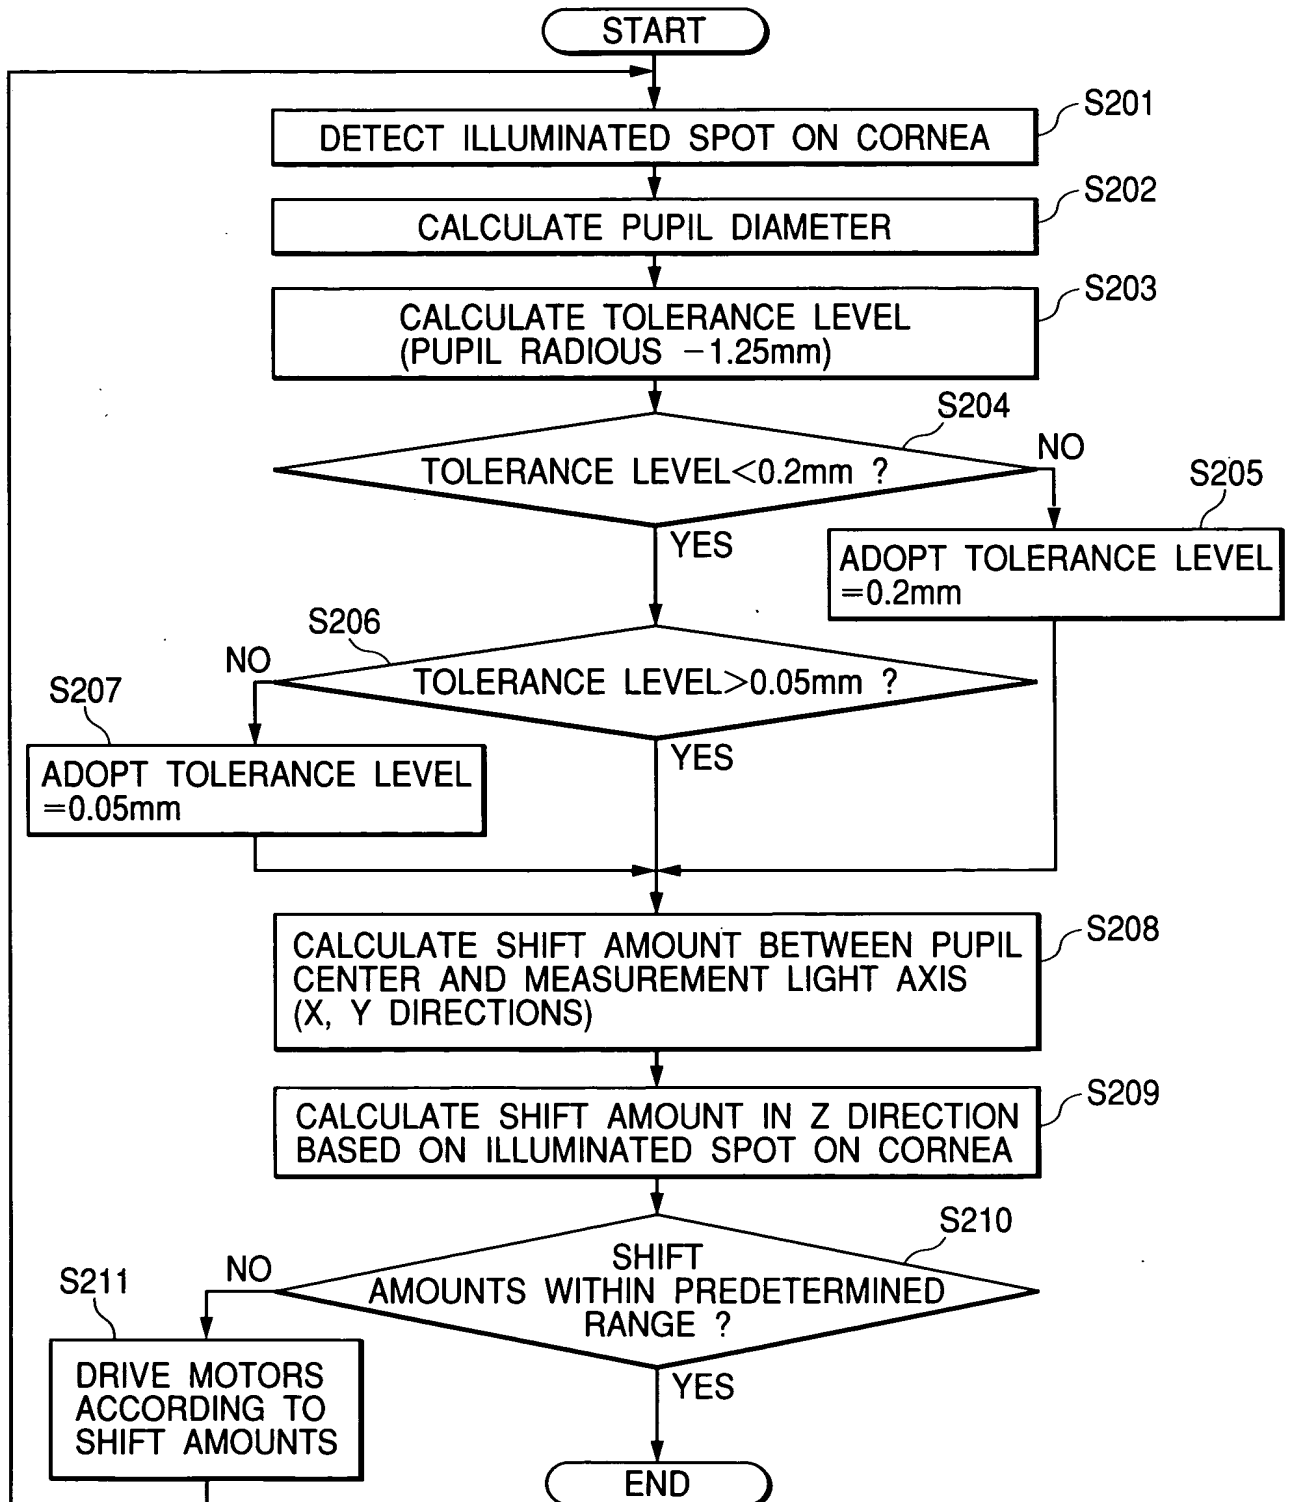 START
S201
DETECT ILLUMINATED SPOT ON CORNEA
S202
CALCULATE PUPIL DIAMETER
S203
CALCULATE TOLERANCE LEVEL
(PUPIL RADIOUS −1.25mm)
S204
TOLERANCE LEVEL<0.2mm ?
NO
YES
S205
ADOPT TOLERANCE LEVEL
=0.2mm
S206
TOLERANCE LEVEL>0.05mm ?
NO
YES
S207
ADOPT TOLERANCE LEVEL
=0.05mm
S208
CALCULATE SHIFT AMOUNT BETWEEN PUPIL
CENTER AND MEASUREMENT LIGHT AXIS
(X, Y DIRECTIONS)
S209
CALCULATE SHIFT AMOUNT IN Z DIRECTION
BASED ON ILLUMINATED SPOT ON CORNEA
S210
SHIFT
AMOUNTS WITHIN PREDETERMINED
RANGE ?
NO
YES
S211
DRIVE MOTORS
ACCORDING TO
SHIFT AMOUNTS
END